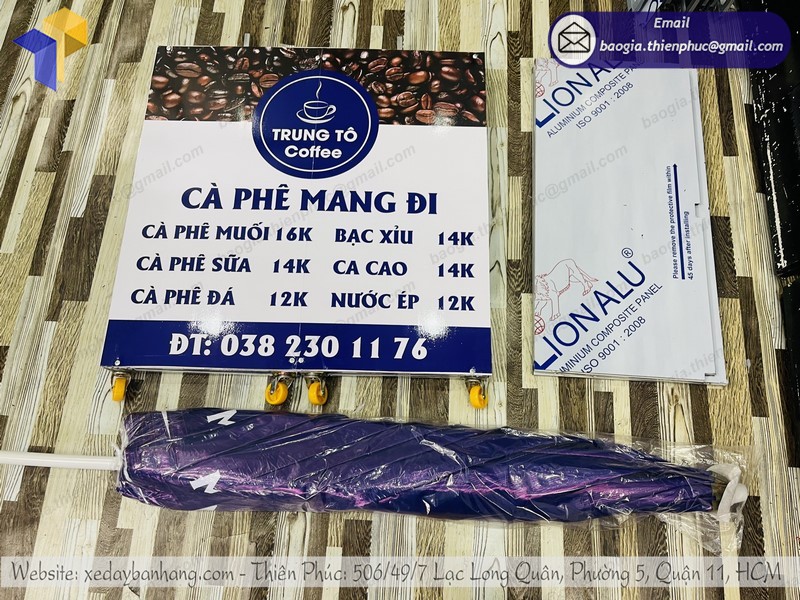 Email
baogia.thienphuc@gmail.com
TRUNG TÔ
Coffee
CÀ PHÊ MANG ĐI
CÀ PHÊ MUỐI 16K BẠC XỈU 14K
CÀ PHÊ SỮA 14K CA CAO 14K
CÀ PHÊ ĐÁ 12K NƯỚC ÉP 12K
ĐT: 038 230 11 76
LIONALU
ALUMINIUM COMPOSITE PANEL
ISO 9001 : 2008
Please remove the protective film within
45 days after installing
LIONALU®
ALUMINIUM COMPOSITE PANEL
ISO 9001 : 2008
Website: xedaybanhang.com - Thiên Phúc: 506/49/7 Lạc Long Quân, Phường 5, Quận 11, HCM